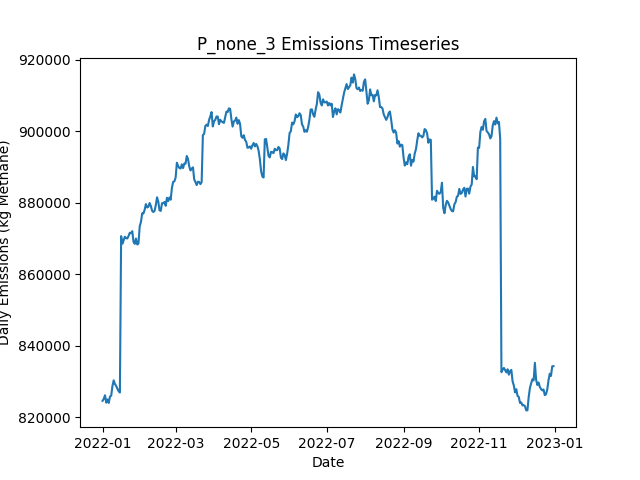 P_none_3 Emissions Timeseries
920000
900000
880000
860000
840000
820000
Daily Emissions (kg Methane)
2022-01 2022-03 2022-05 2022-07 2022-09 2022-11 2023-01
Date